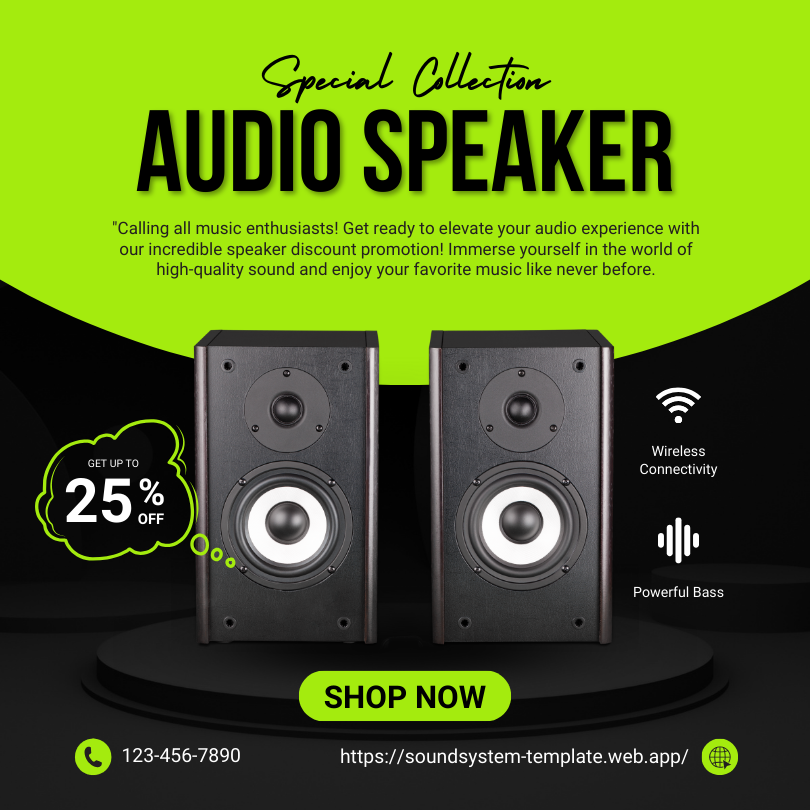 Special Collection
AUDIO SPEAKER
"Calling all music enthusiasts! Get ready to elevate your audio experience with
our incredible speaker discount promotion! Immerse yourself in the world of
high-quality sound and enjoy your favorite music like never before.
GET UP TO
25% OFF
Wireless
Connectivity
Powerful Bass
SHOP NOW
123-456-7890
https://soundsystem-template.web.app/